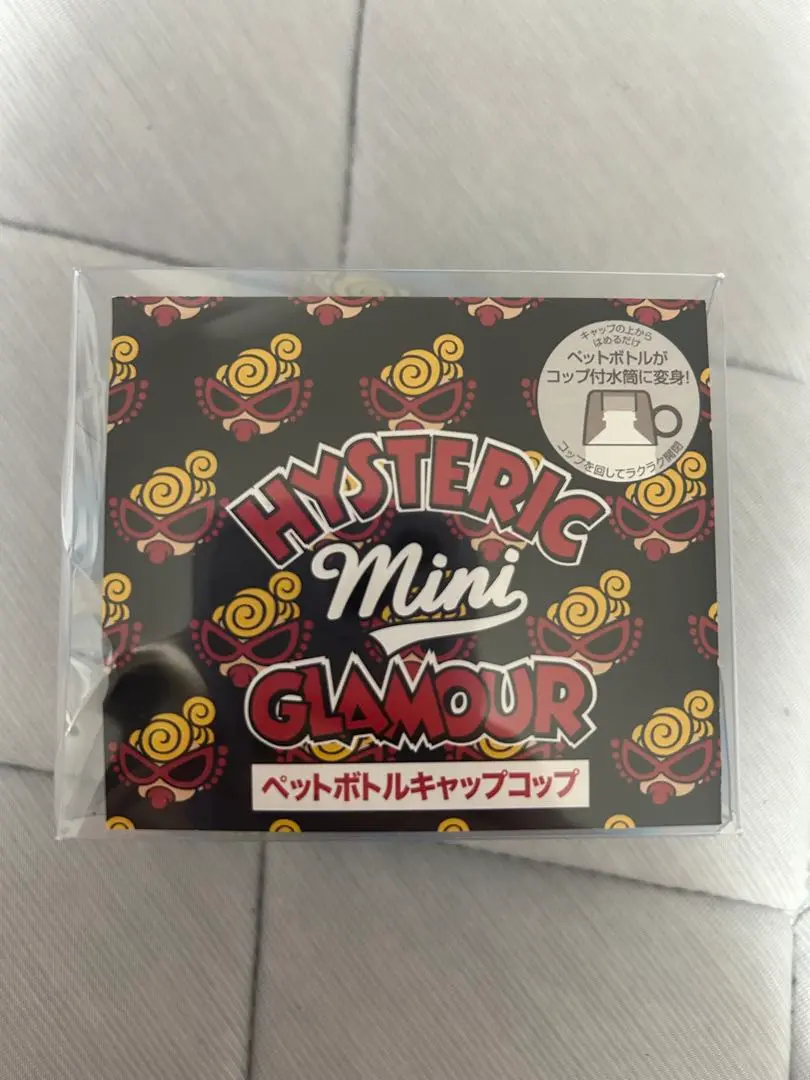 キャップの上から
はめるだけ
ペットボトルが
コップ付水筒に変身!
コップを回してラクラク開閉
HYSTERIC
mini
GLAMOUR
ペットボトルキャップコップ